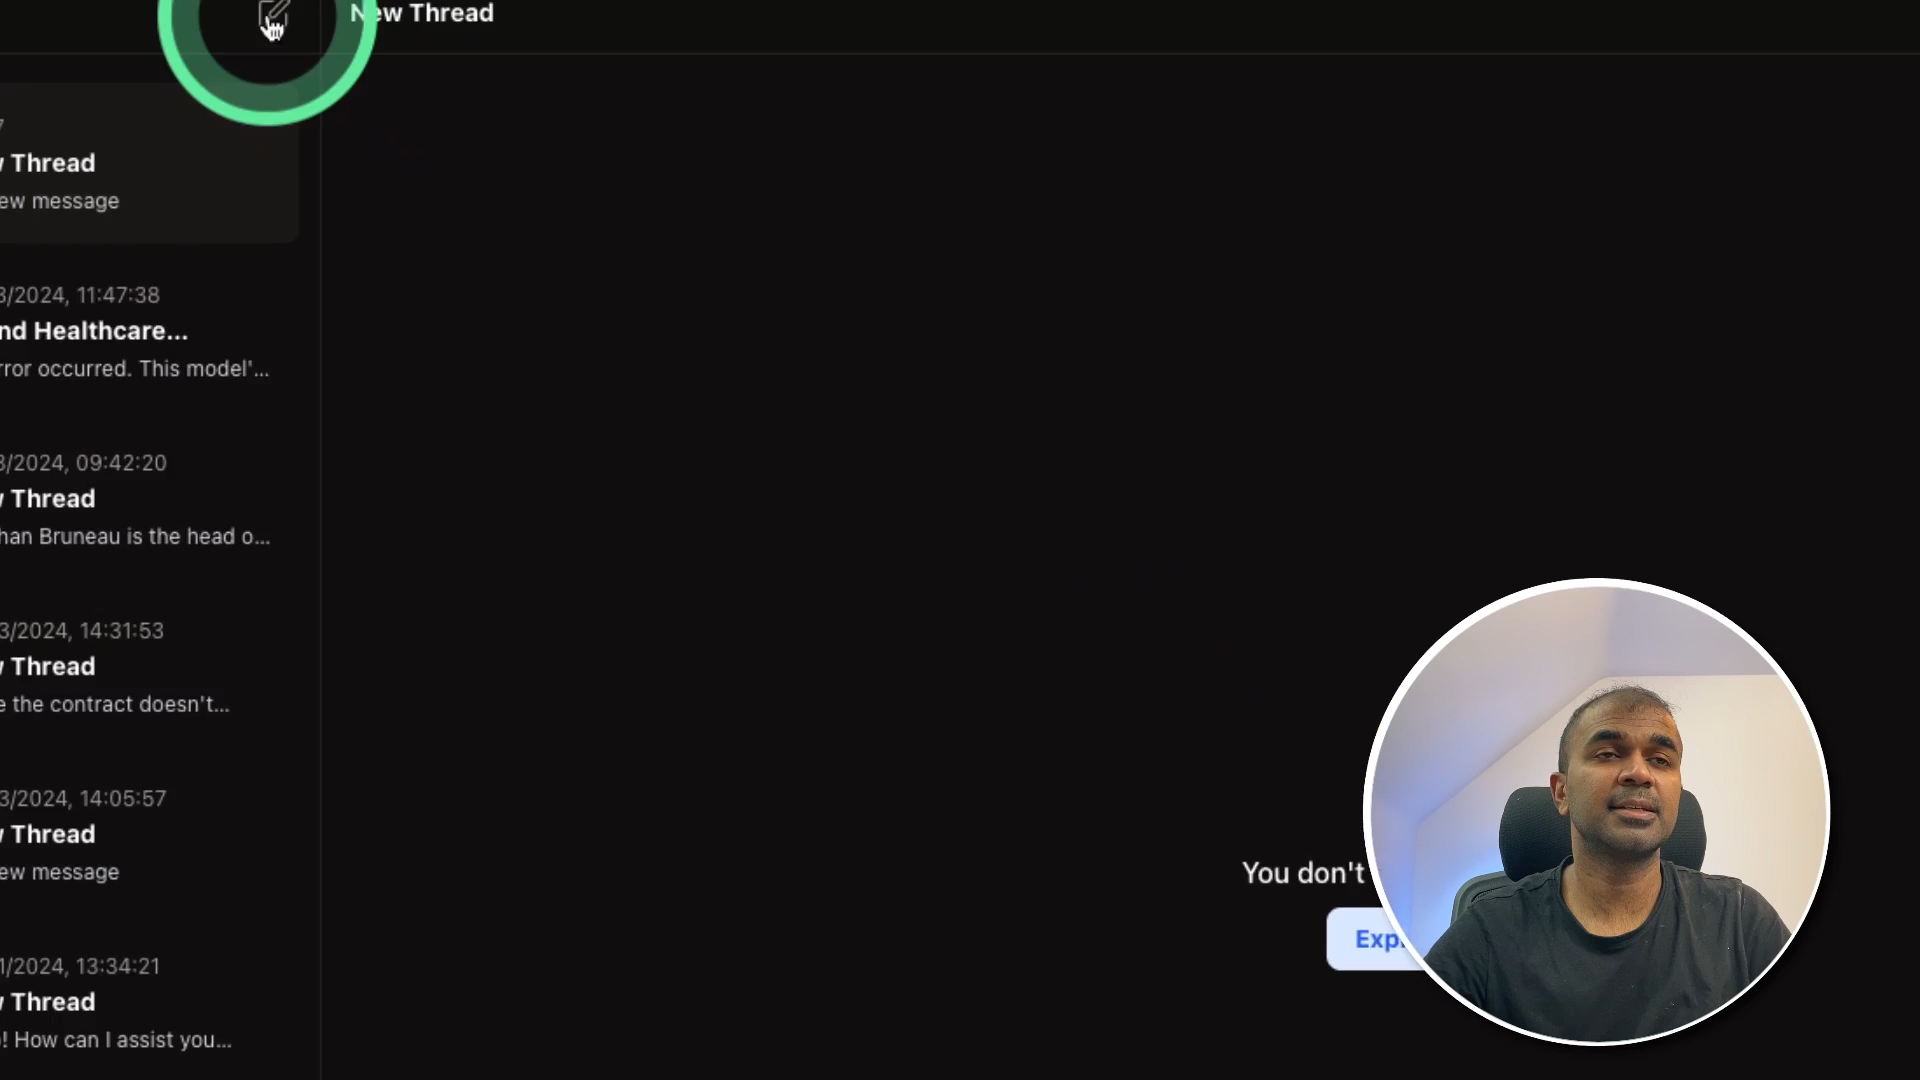 New Thread
Thread
ew message
3/2024, 11:47:38
nd Healthcare...
rror occurred. This model'...
3/2024, 09:42:20
Thread
han Bruneau is the head o...
3/2024, 14:31:53
Thread
e the contract doesn't...
3/2024, 14:05:57
Thread
ew message
You don't
Exp
1/2024, 13:34:21
Thread
! How can I assist you...